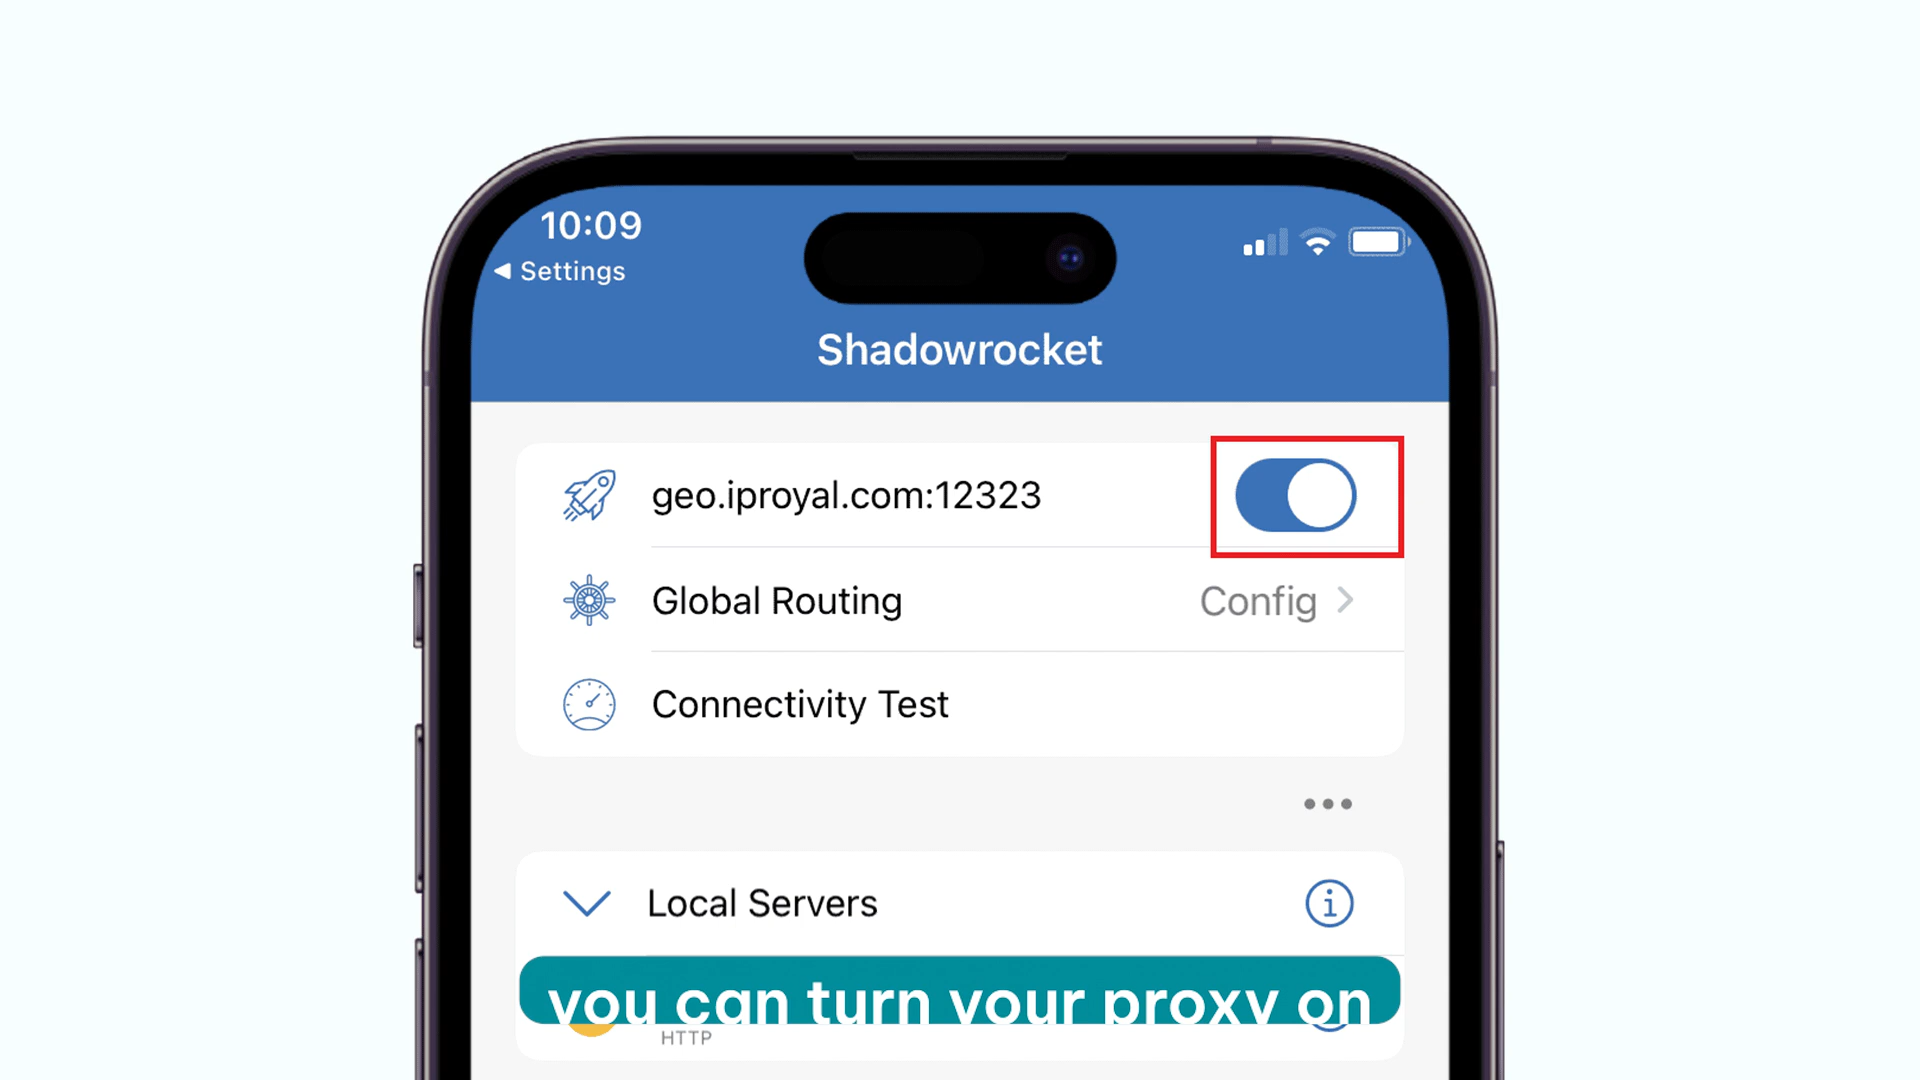 10:09
◀ Settings
Shadowrocket
geo.iproyal.com:12323
Global Routing
Config
Connectivity Test
Local Servers
you can turn your proxy on
HTTP